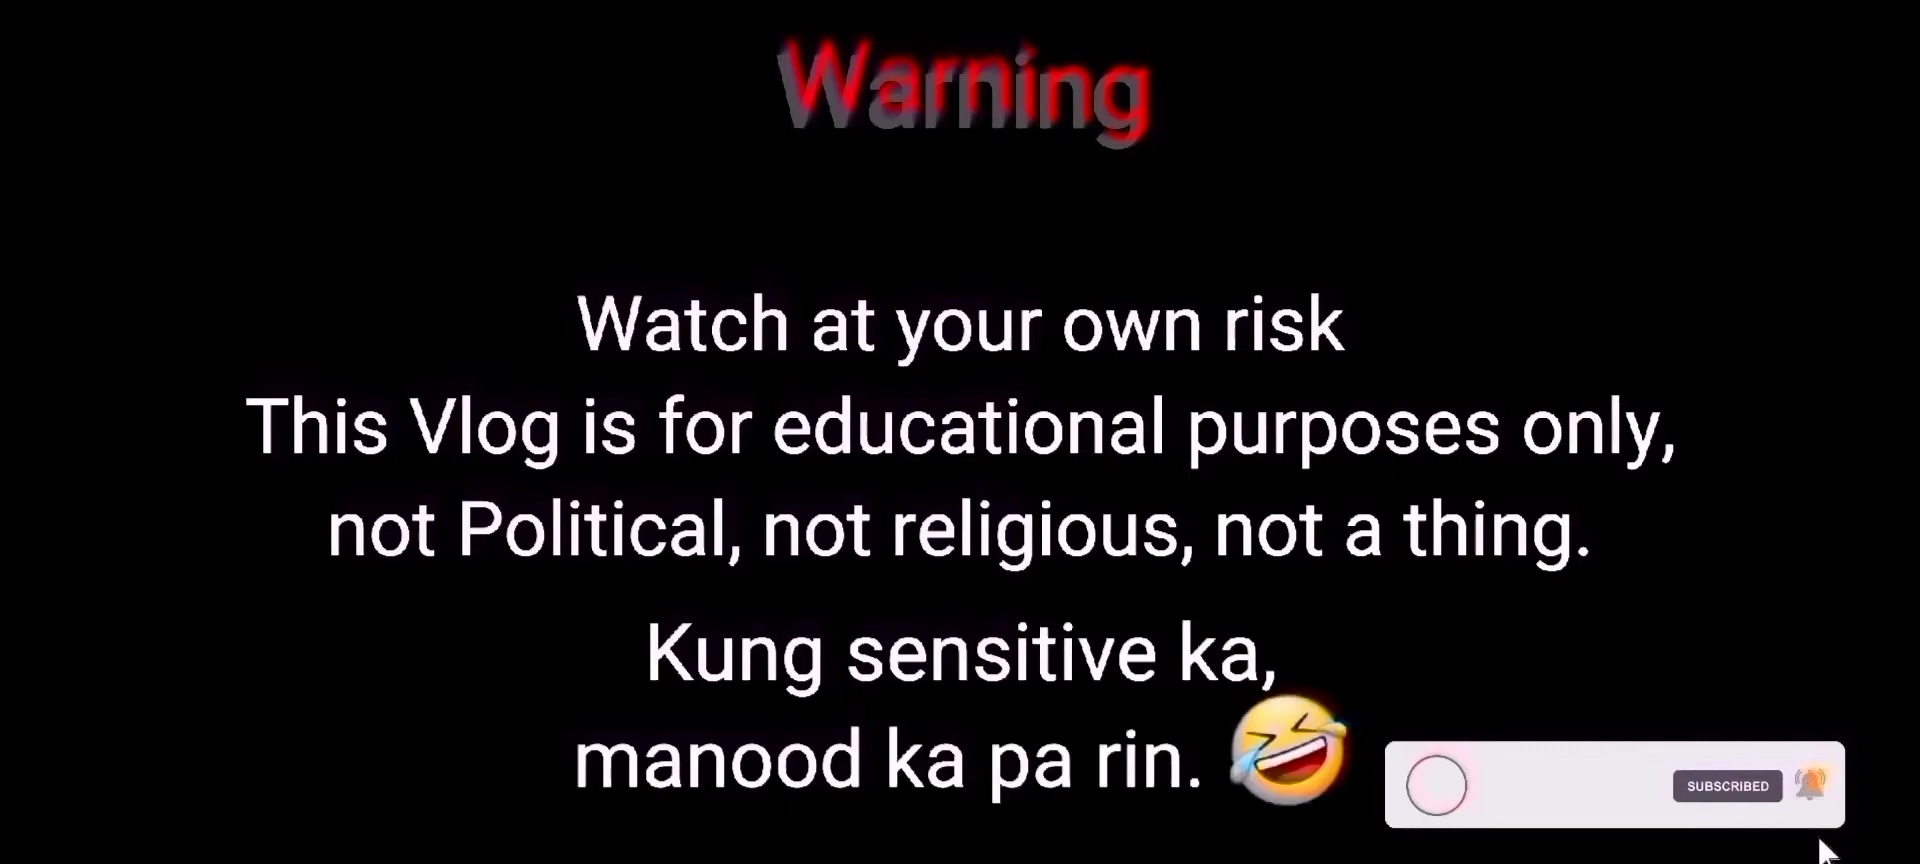 Warning
Watch at your own risk
This Vlog is for educational purposes only,
not Political, not religious, not a thing.
Kung sensitive ka,
manood ka pa rin. 🤣
SUBSCRIBED